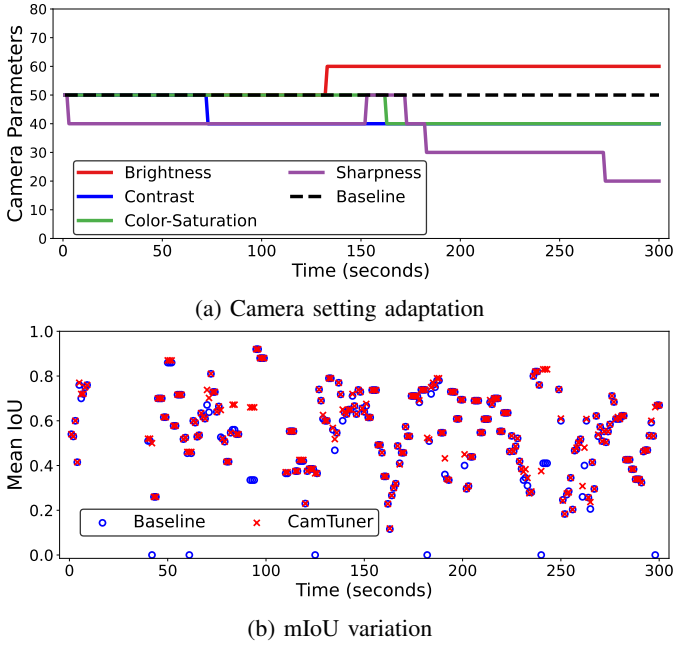 80
70
60
50
40
30
20
10
0
Camera Parameters
Brightness
Contrast
Color-Saturation
Sharpness
Baseline
0 50 100 150 200 250 300
Time (seconds)
(a) Camera setting adaptation
1.0
0.8
0.6
0.4
0.2
0.0
Mean IoU
Baseline CamTuner
0 50 100 150 200 250 300
Time (seconds)
(b) mIoU variation